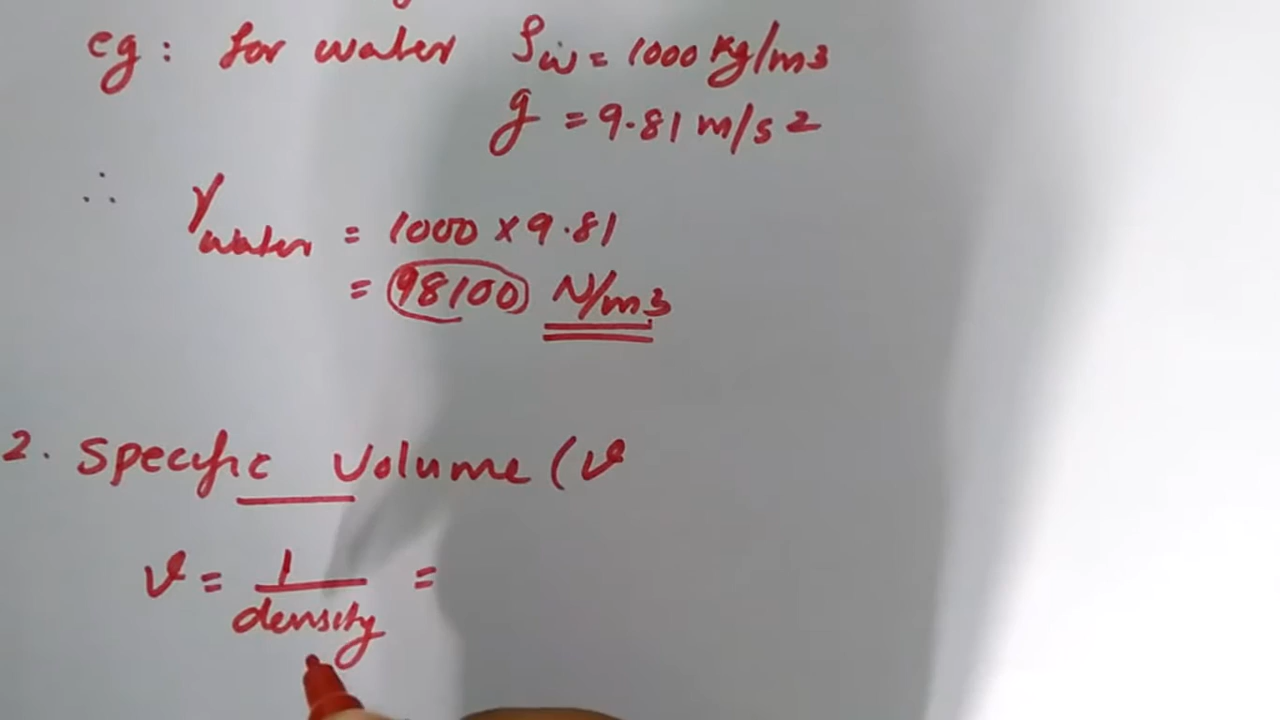 eg: for water ρw = 1000 kg/m3
g = 9.81 m/s2
∴ γwater = 1000 x 9.81
= 98100 N/m3
2. Specific Volume (v
v = 1/density =